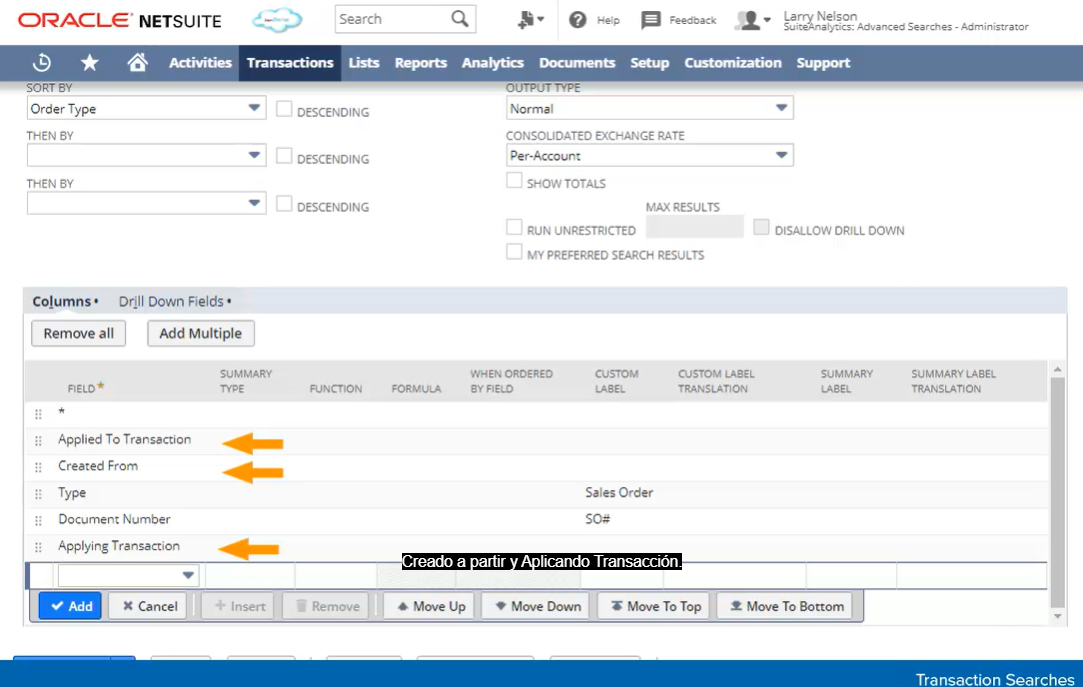 ORACLE NETSUITE
Search
Help
Feedback
Larry Nelson
SuiteAnalytics: Advanced Searches - Administrator
Activities Transactions Lists Reports Analytics Documents Setup Customization Support
SORT BY
Order Type
DESCENDING
THEN BY
DESCENDING
THEN BY
DESCENDING
OUTPUT TYPE
Normal
CONSOLIDATED EXCHANGE RATE
Per-Account
SHOW TOTALS
MAX RESULTS
RUN UNRESTRICTED
DISALLOW DRILL DOWN
MY PREFERRED SEARCH RESULTS
Columns • Drill Down Fields •
Remove all Add Multiple
FIELD* SUMMARY TYPE FUNCTION FORMULA WHEN ORDERED BY FIELD CUSTOM LABEL CUSTOM LABEL TRANSLATION SUMMARY LABEL SUMMARY LABEL TRANSLATION
*
Applied To Transaction
Created From
Type Sales Order
Document Number SO#
Applying Transaction
Creado a partir y Aplicando Transacción.
Add Cancel Insert Remove Move Up Move Down Move To Top Move To Bottom
Transaction Searches